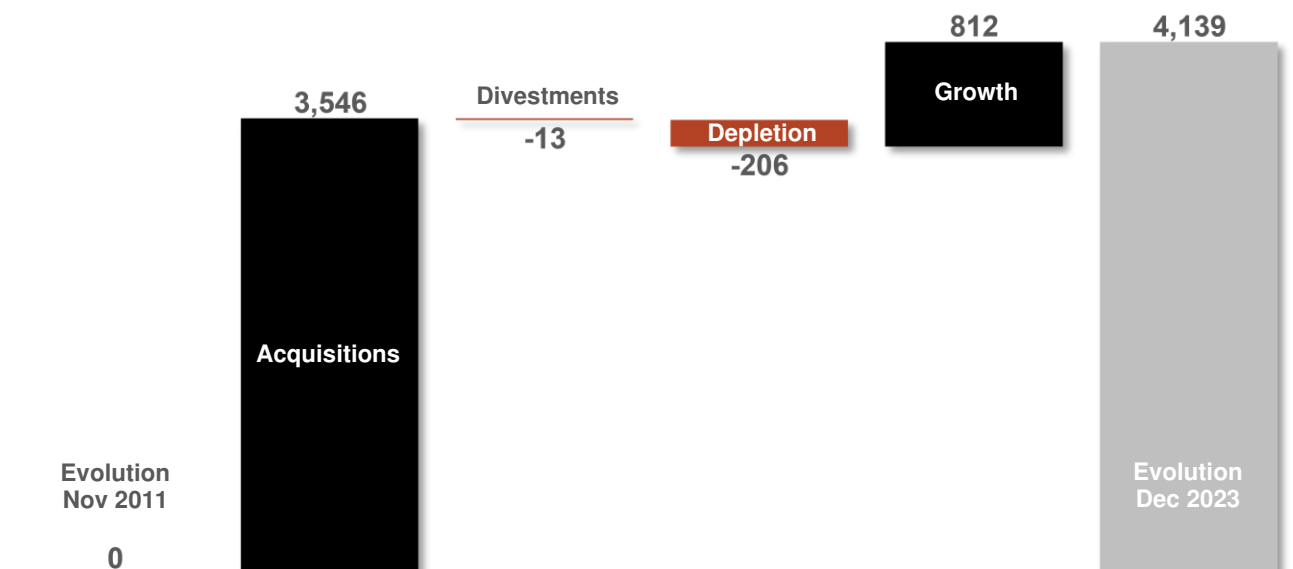 Evolution
Nov 2011
0
3,546
Acquisitions
Divestments
-13
Depletion
-206
812
Growth
4,139
Evolution
Dec 2023